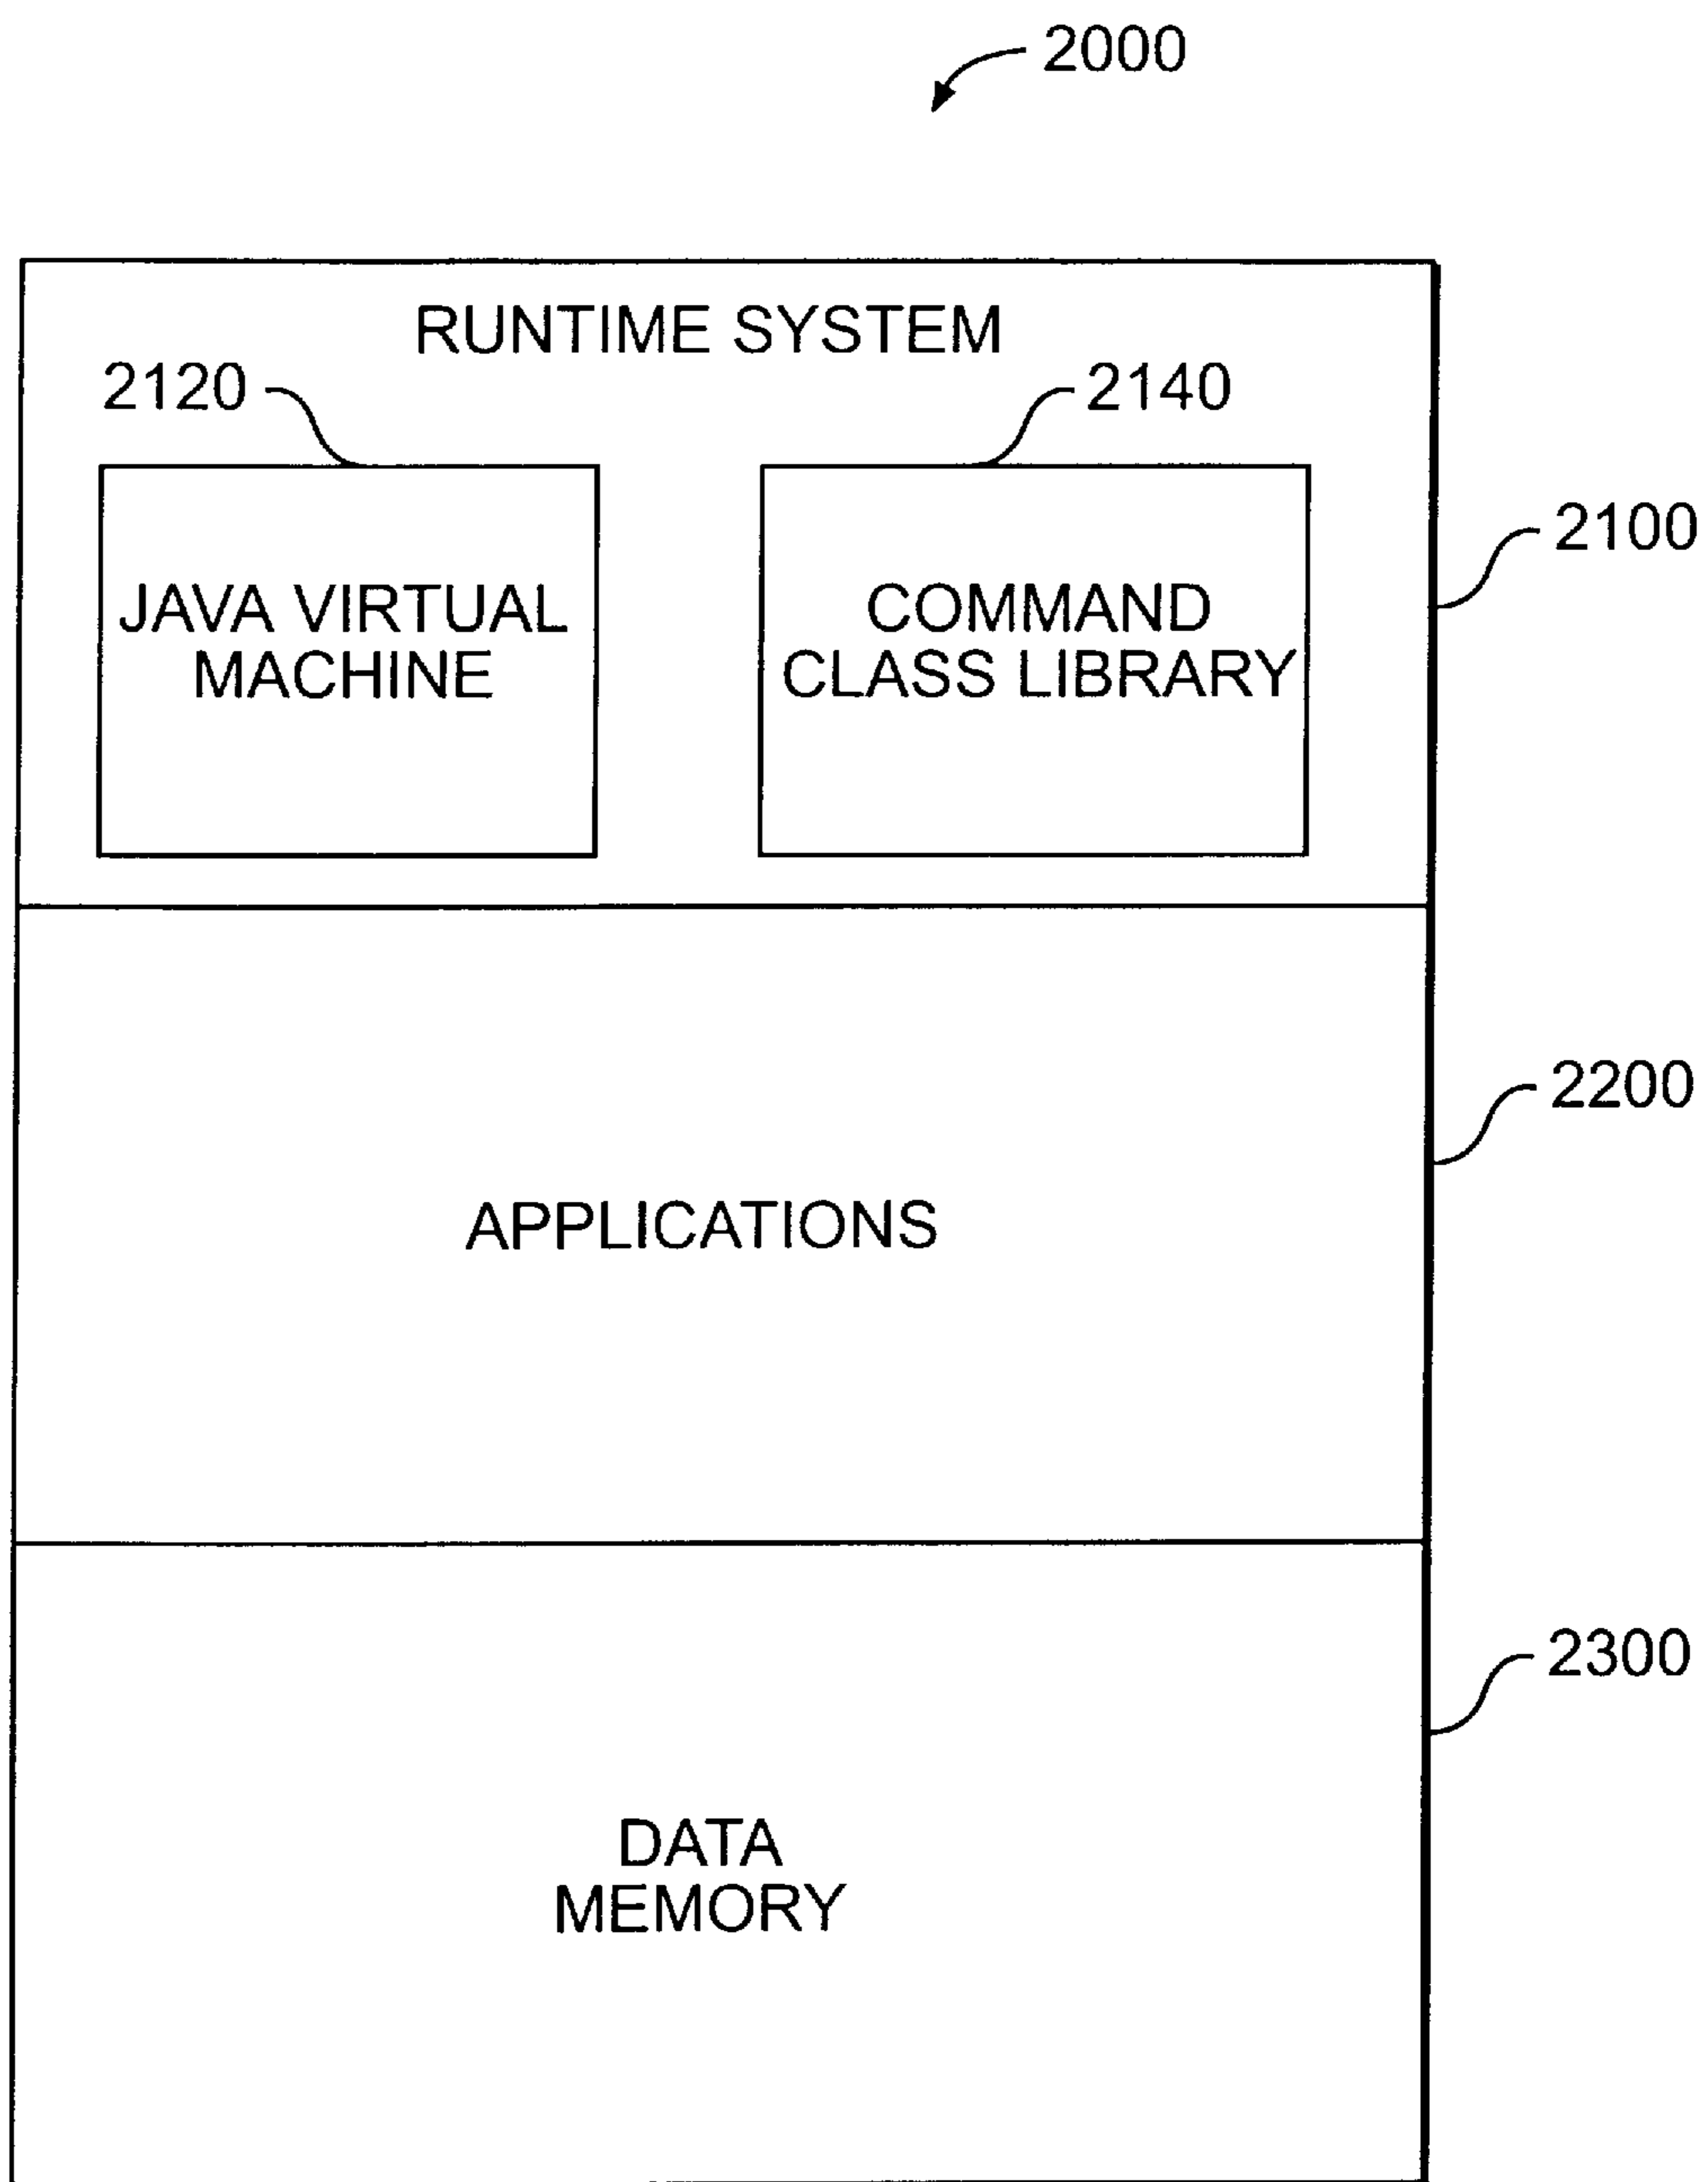 2000
RUNTIME SYSTEM
2120
2140
2100
JAVA VIRTUAL
MACHINE
COMMAND
CLASS LIBRARY
2200
APPLICATIONS
2300
DATA
MEMORY